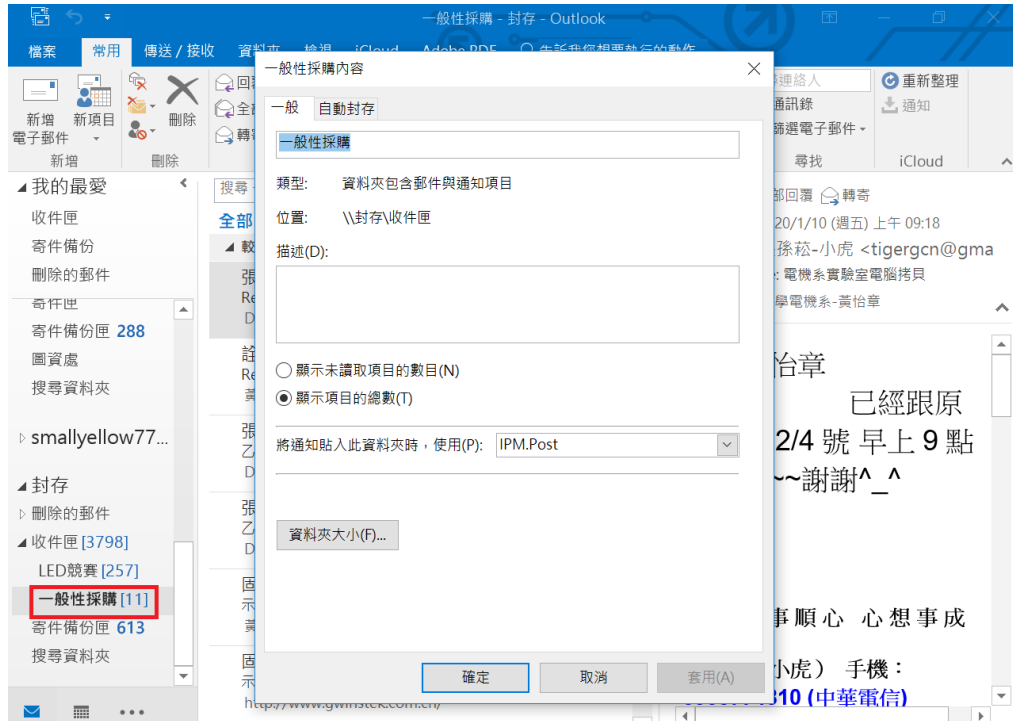 一般性採購 - 封存 - Outlook
檔案 常用 傳送 / 接收
新增
電子郵件
新項目
刪除
新增
刪除
重新整理
通訊錄
通知
篩選電子郵件
尋找
iCloud
我的最愛
收件匣
寄件備份
刪除的郵件
寄件匣
寄件備份匣 288
圖資處
搜尋資料夾
smallyellow77...
封存
刪除的郵件
收件匣 [3798]
LED競賽 [257]
一般性採購 [11]
寄件備份匣 613
搜尋資料夾
搜尋
全部
一般性採購內容
一般 自動封存
一般性採購
類型: 資料夾包含郵件與通知項目
位置: \\封存\收件匣
描述(D):
顯示未讀取項目的數目(N)
顯示項目的總數(T)
將通知貼入此資料夾時，使用(P): IPM.Post
資料夾大小(F)...
確定 取消 套用(A)
轉寄
20/1/10 (週五) 上午 09:18
孫菘-小虎 <tigergcn@gma
: 電機系實驗室電腦拷貝
學電機系-黃怡章
怡章
已經跟原
2/4 號 早上 9 點
~~謝謝^_^
事順心 心想事成
小虎） 手機：
310 (中華電信)
http://www.gwinstek.com.cn/